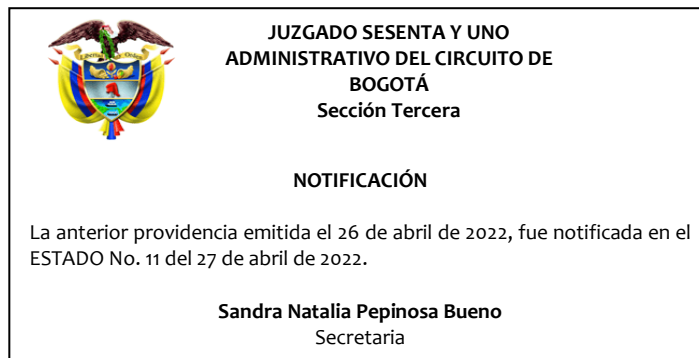 JUZGADO SESENTA Y UNO
ADMINISTRATIVO DEL CIRCUITO DE
BOGOTÁ
Sección Tercera
NOTIFICACIÓN
La anterior providencia emitida el 26 de abril de 2022, fue notificada en el
ESTADO No. 11 del 27 de abril de 2022.
Sandra Natalia Pepinosa Bueno
Secretaria